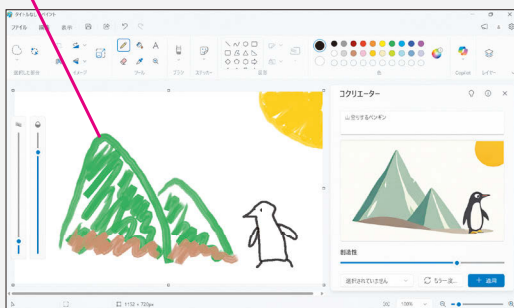 タイトルなし - ペイント
ファイル 編集 表示
選択した部分 イメージ ツール ブラシ ステッカー 図形 色 Copilot レイヤー
コクリエーター
山登りするペンギン
創造性
選択されていません
もう一度...
+ 適用
1152 × 720px
100%